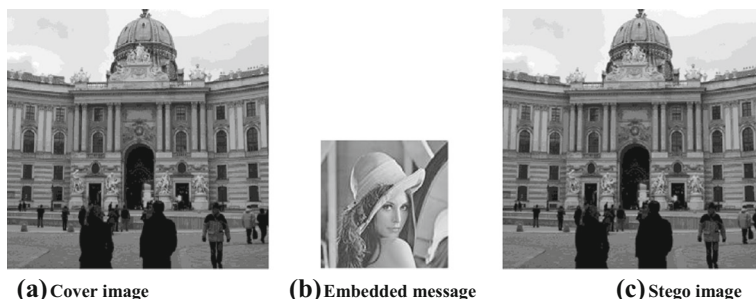 (a) Cover image
(b) Embedded message
(c) Stego image